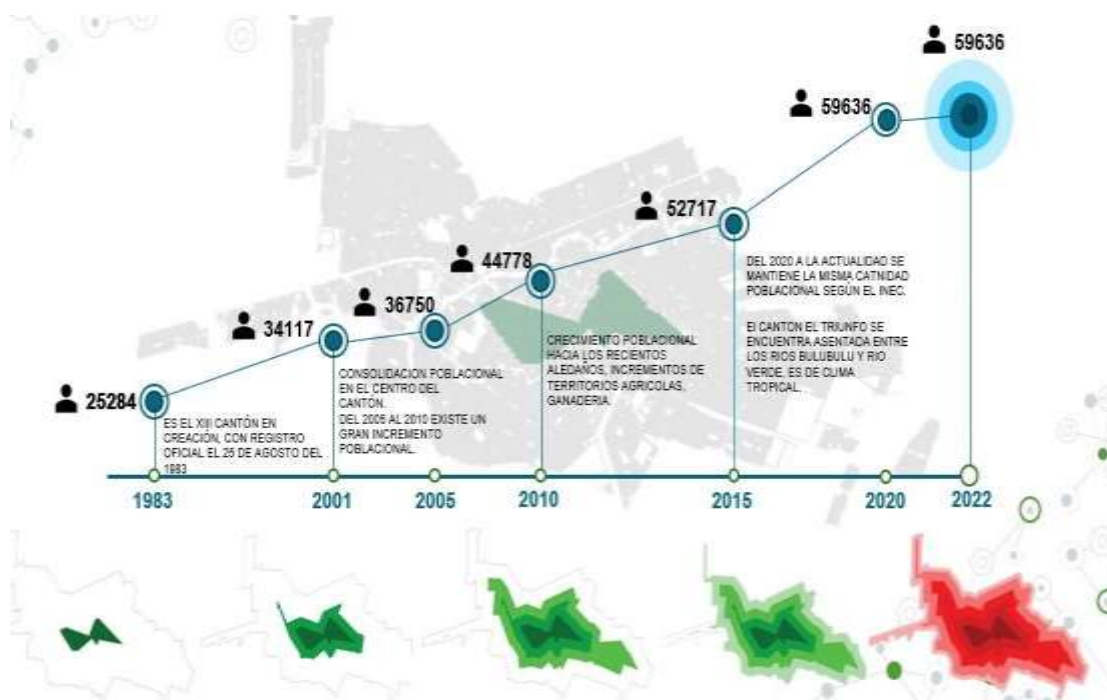 59636
59636
52717
44778
36750
34117
25284
DEL 2020 A LA ACTUALIDAD SE
MANTIENE LA MISMA CATNIDAD
POBLACIONAL SEGÚN EL INEC.
El CANTON EL TRIUNFO SE
ENCUENTRA ASENTADA ENTRE
LOS RIOS BULUBULU Y RIO
VERDE, ES DE CLIMA
TROPICAL.
CRECIMIENTO POBLACIONAL
HACIA LOS RECIENTOS
ALEDAÑOS, INCREMENTOS DE
TERRITORIOS AGRICOLAS,
GANADERIA.
CONSOLIDACION POBLACIONAL
EN EL CENTRO DEL
CANTÓN.
DEL 2005 AL 2010 EXISTE UN
GRAN INCREMENTO
POBLACIONAL.
ES EL XIII CANTÓN EN
CREACIÓN, CON REGISTRO
OFICIAL EL 25 DE AGOSTO DEL
1983
1983 2001 2005 2010 2015 2020 2022